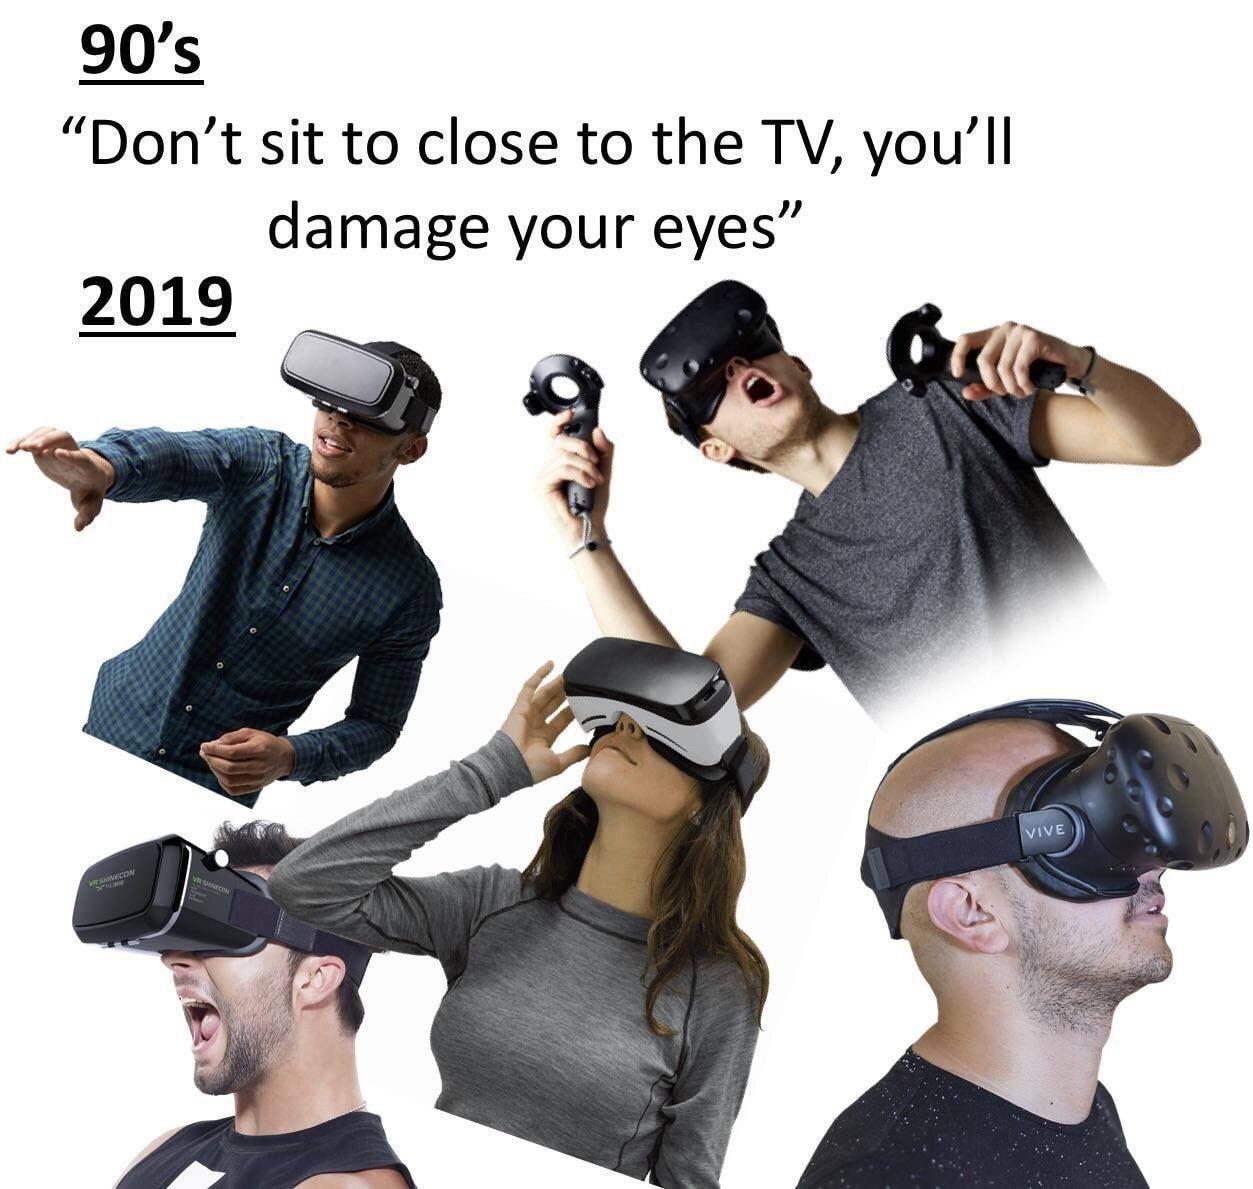 90’s
“Don’t sit to close to the TV, you’ll
damage your eyes”
2019
VR SHINECON
VR SHINECON
VIVE